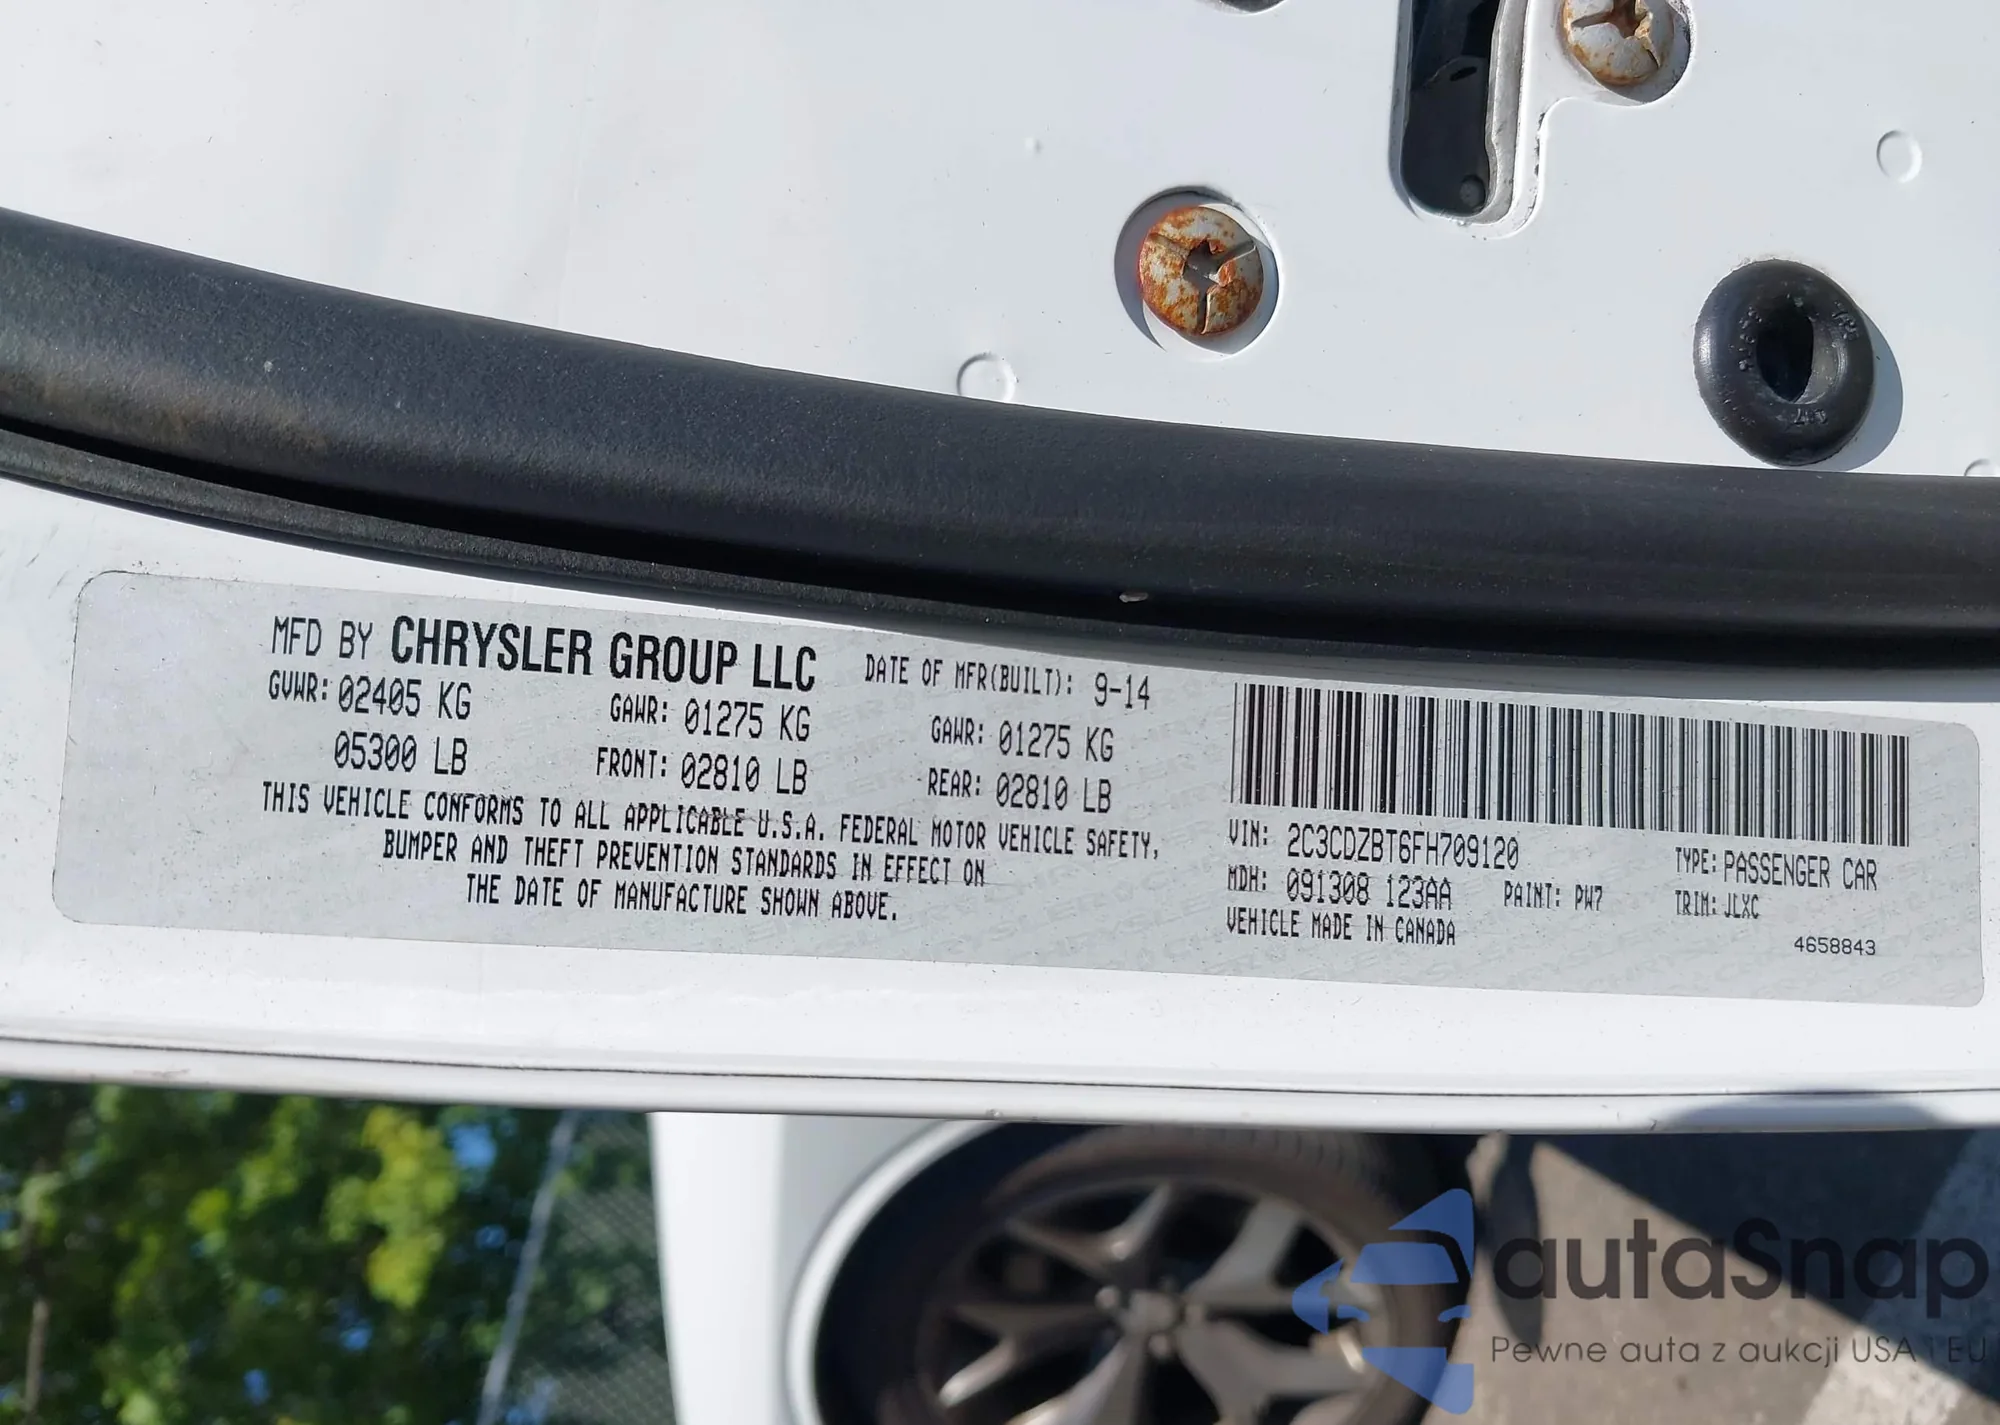 MFD BY CHRYSLER GROUP LLC DATE OF MFR(BUILT): 9-14
GVWR: 02405 KG GAWR: 01275 KG GAWR: 01275 KG
05300 LB FRONT: 02810 LB REAR: 02810 LB
THIS VEHICLE CONFORMS TO ALL APPLICABLE U.S.A. FEDERAL MOTOR VEHICLE SAFETY,
BUMPER AND THEFT PREVENTION STANDARDS IN EFFECT ON
THE DATE OF MANUFACTURE SHOWN ABOVE.
VIN: 2C3CDZBT6FH709120 TYPE: PASSENGER CAR
MDH: 091308 123AA PAINT: PW7 TRIM: JLXC
VEHICLE MADE IN CANADA
4658843
autaSnap
Pewne auta z aukcji USA i EU